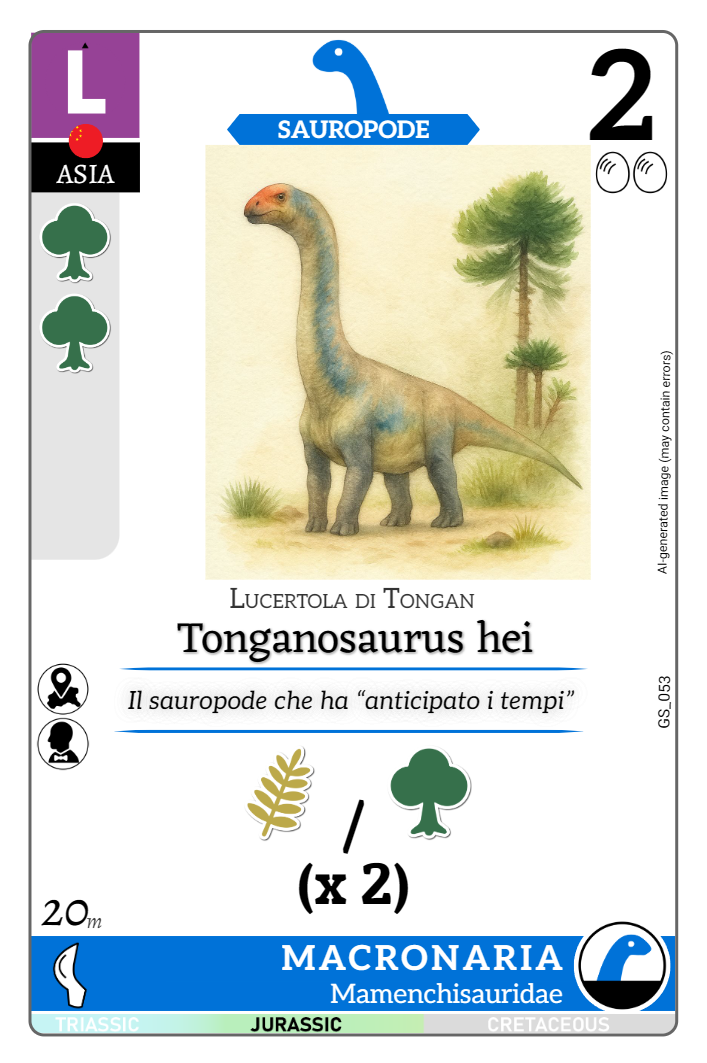 L
SAUROPODE
2
ASIA
AI-generated image (may contain errors)
LUCERTOLA DI TONGAN
Tonganosaurus hei
Il sauropode che ha “anticipato i tempi”
GS_053
/
(x 2)
20m
MACRONARIA
Mamenchisauridae
TRIASSIC JURASSIC CRETACEOUS